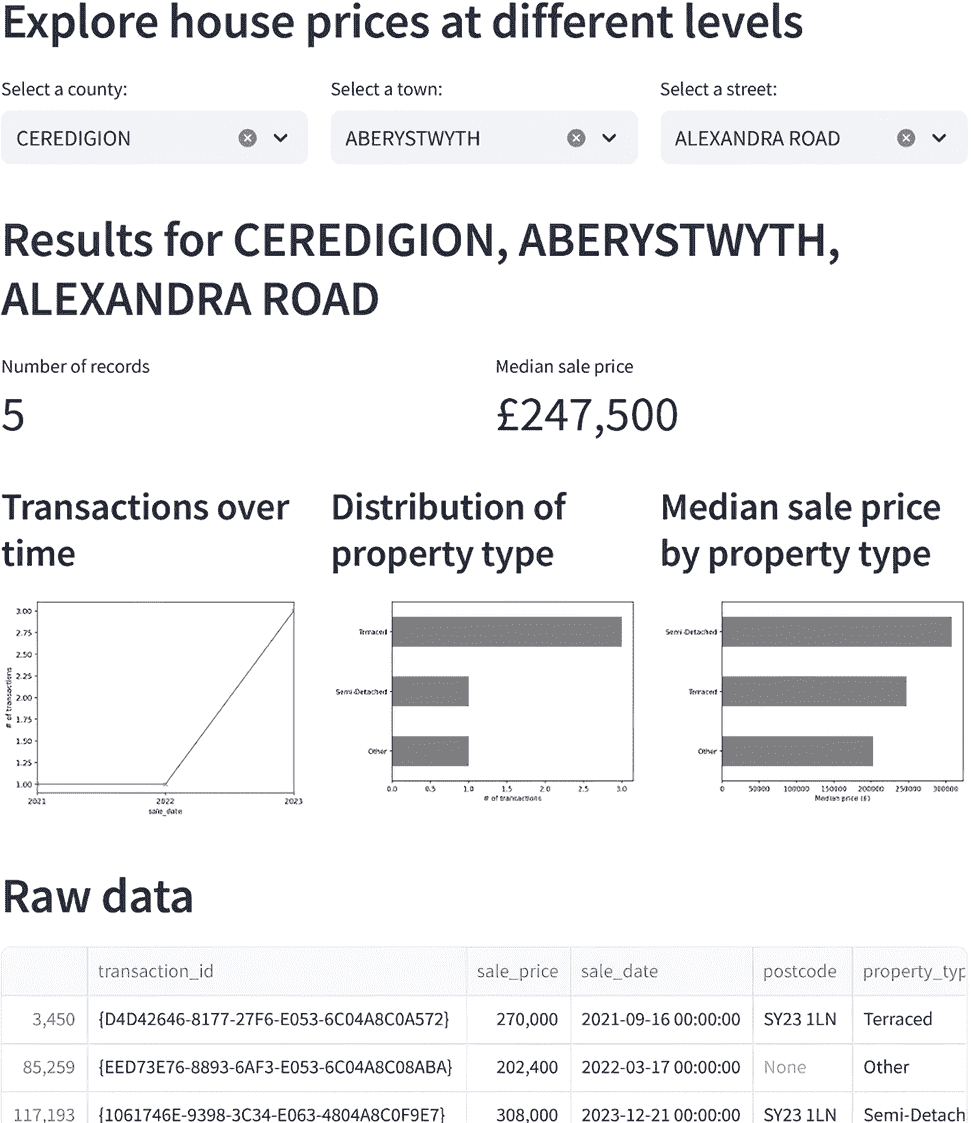 Explore house prices at different levels
Select a county:
Select a town:
Select a street:
CEREDIGION
ABERYSTWYTH
ALEXANDRA ROAD
Results for CEREDIGION, ABERYSTWYTH,
ALEXANDRA ROAD
Number of records
Median sale price
5
£247,500
Transactions over
time
Distribution of
property type
Median sale price
by property type
3.00
2.75
2.50
2.25
2.00
1.75
1.50
1.25
1.00
# of transactions
2021
2022
2023
sale_date
Terraced
Semi-Detached
Other
0.0
0.5
1.0
1.5
2.0
2.5
3.0
# of transactions
Semi-Detached
Terraced
Other
0
50000
100000
150000
200000
250000
300000
Median price (£)
Raw data
transaction_id sale_price sale_date postcode property_typ
3,450 {D4D42646-8177-27F6-E053-6C04A8C0A572} 270,000 2021-09-16 00:00:00 SY23 1LN Terraced
85,259 {EED73E76-8893-6AF3-E053-6C04A8C08ABA} 202,400 2022-03-17 00:00:00 None Other
117,193 {1061746E-9398-3C34-E063-4804A8C0F9E7} 308,000 2023-12-21 00:00:00 SY23 1LN Semi-Detach